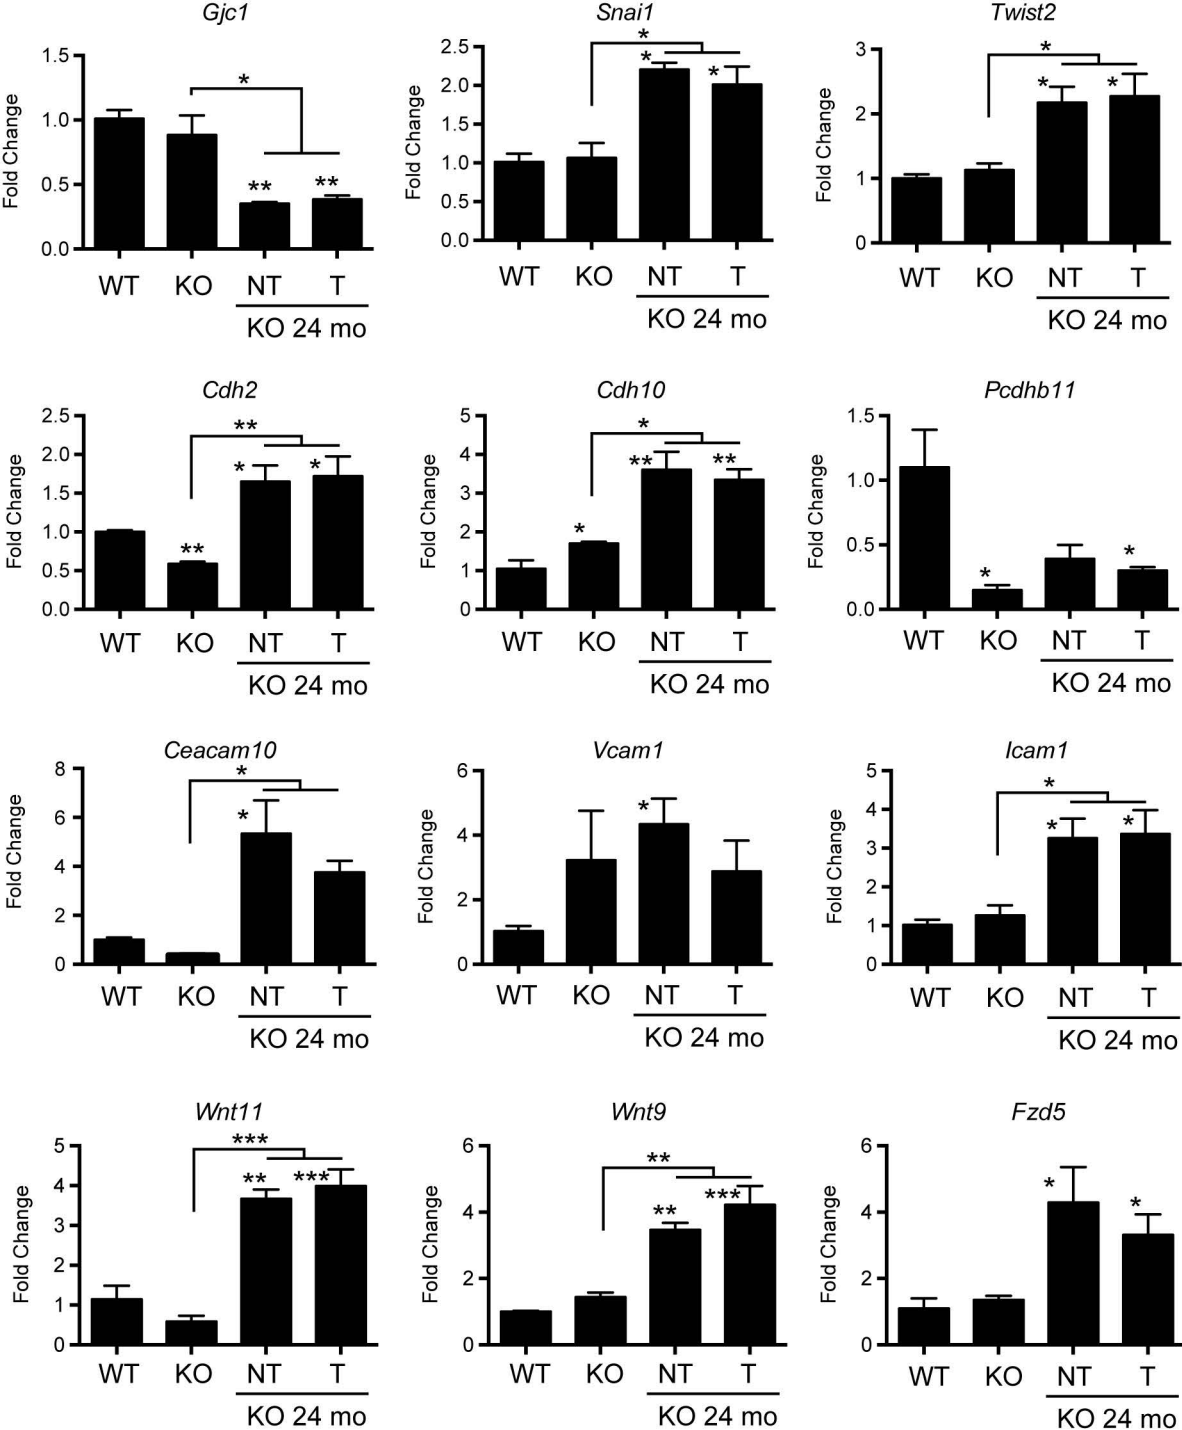 Gjc1
Fold Change
1.5
1.0
0.5
0.0
*
**
**
WT KO NT T
KO 24 mo
Snai1
Fold Change
2.5
2.0
1.5
1.0
0.5
0.0
*
*
*
WT KO NT T
KO 24 mo
Twist2
Fold Change
3
2
1
0
*
*
*
WT KO NT T
KO 24 mo
Cdh2
Fold Change
2.5
2.0
1.5
1.0
0.5
0.0
**
*
*
**
WT KO NT T
KO 24 mo
Cdh10
Fold Change
5
4
3
2
1
0
*
**
**
*
WT KO NT T
KO 24 mo
Pcdhb11
Fold Change
1.5
1.0
0.5
0.0
*
*
WT KO NT T
KO 24 mo
Ceacam10
Fold Change
8
6
4
2
0
*
*
WT KO NT T
KO 24 mo
Vcam1
Fold Change
6
4
2
0
*
WT KO NT T
KO 24 mo
Icam1
Fold Change
5
4
3
2
1
0
*
*
*
WT KO NT T
KO 24 mo
Wnt11
Fold Change
5
4
3
2
1
0
***
**
***
WT KO NT T
KO 24 mo
Wnt9
Fold Change
6
4
2
0
**
**
***
WT KO NT T
KO 24 mo
Fzd5
Fold Change
6
4
2
0
*
*
WT KO NT T
KO 24 mo